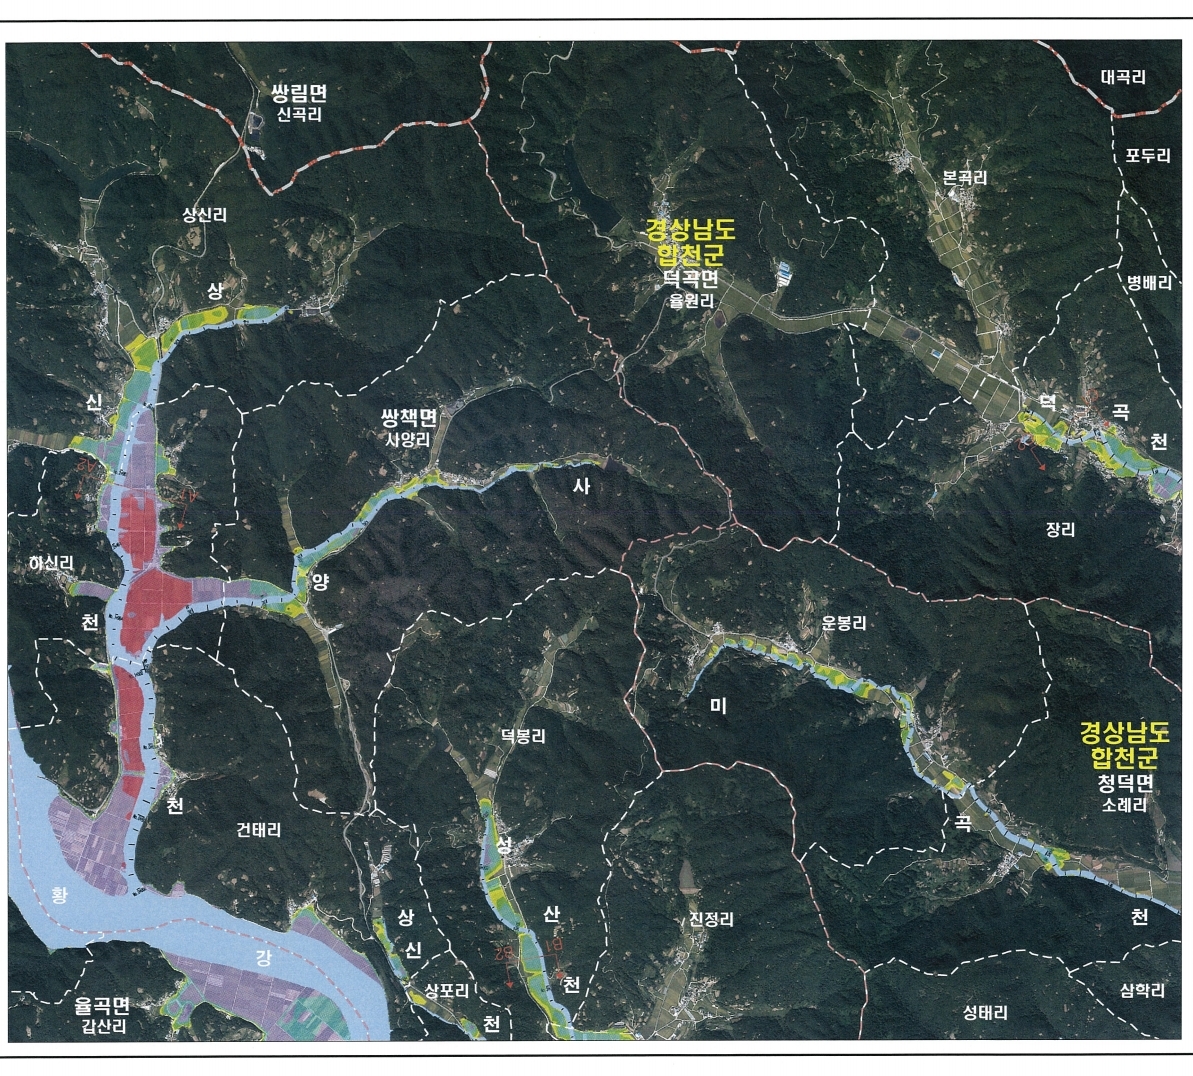 대곡리
쌍림면
신곡리
포두리
본곡리
상신리
경상남도
합천군
덕곡면
율원리
병배리
상
신
천
쌍책면
사양리
덕
곡
천
사
양
천
장리
하신리
운봉리
미
곡
천
덕봉리
경상남도
합천군
청덕면
소례리
건태리
성
산
천
황
강
상
신
천
진정리
상포리
율곡면
갑산리
성태리
삼학리